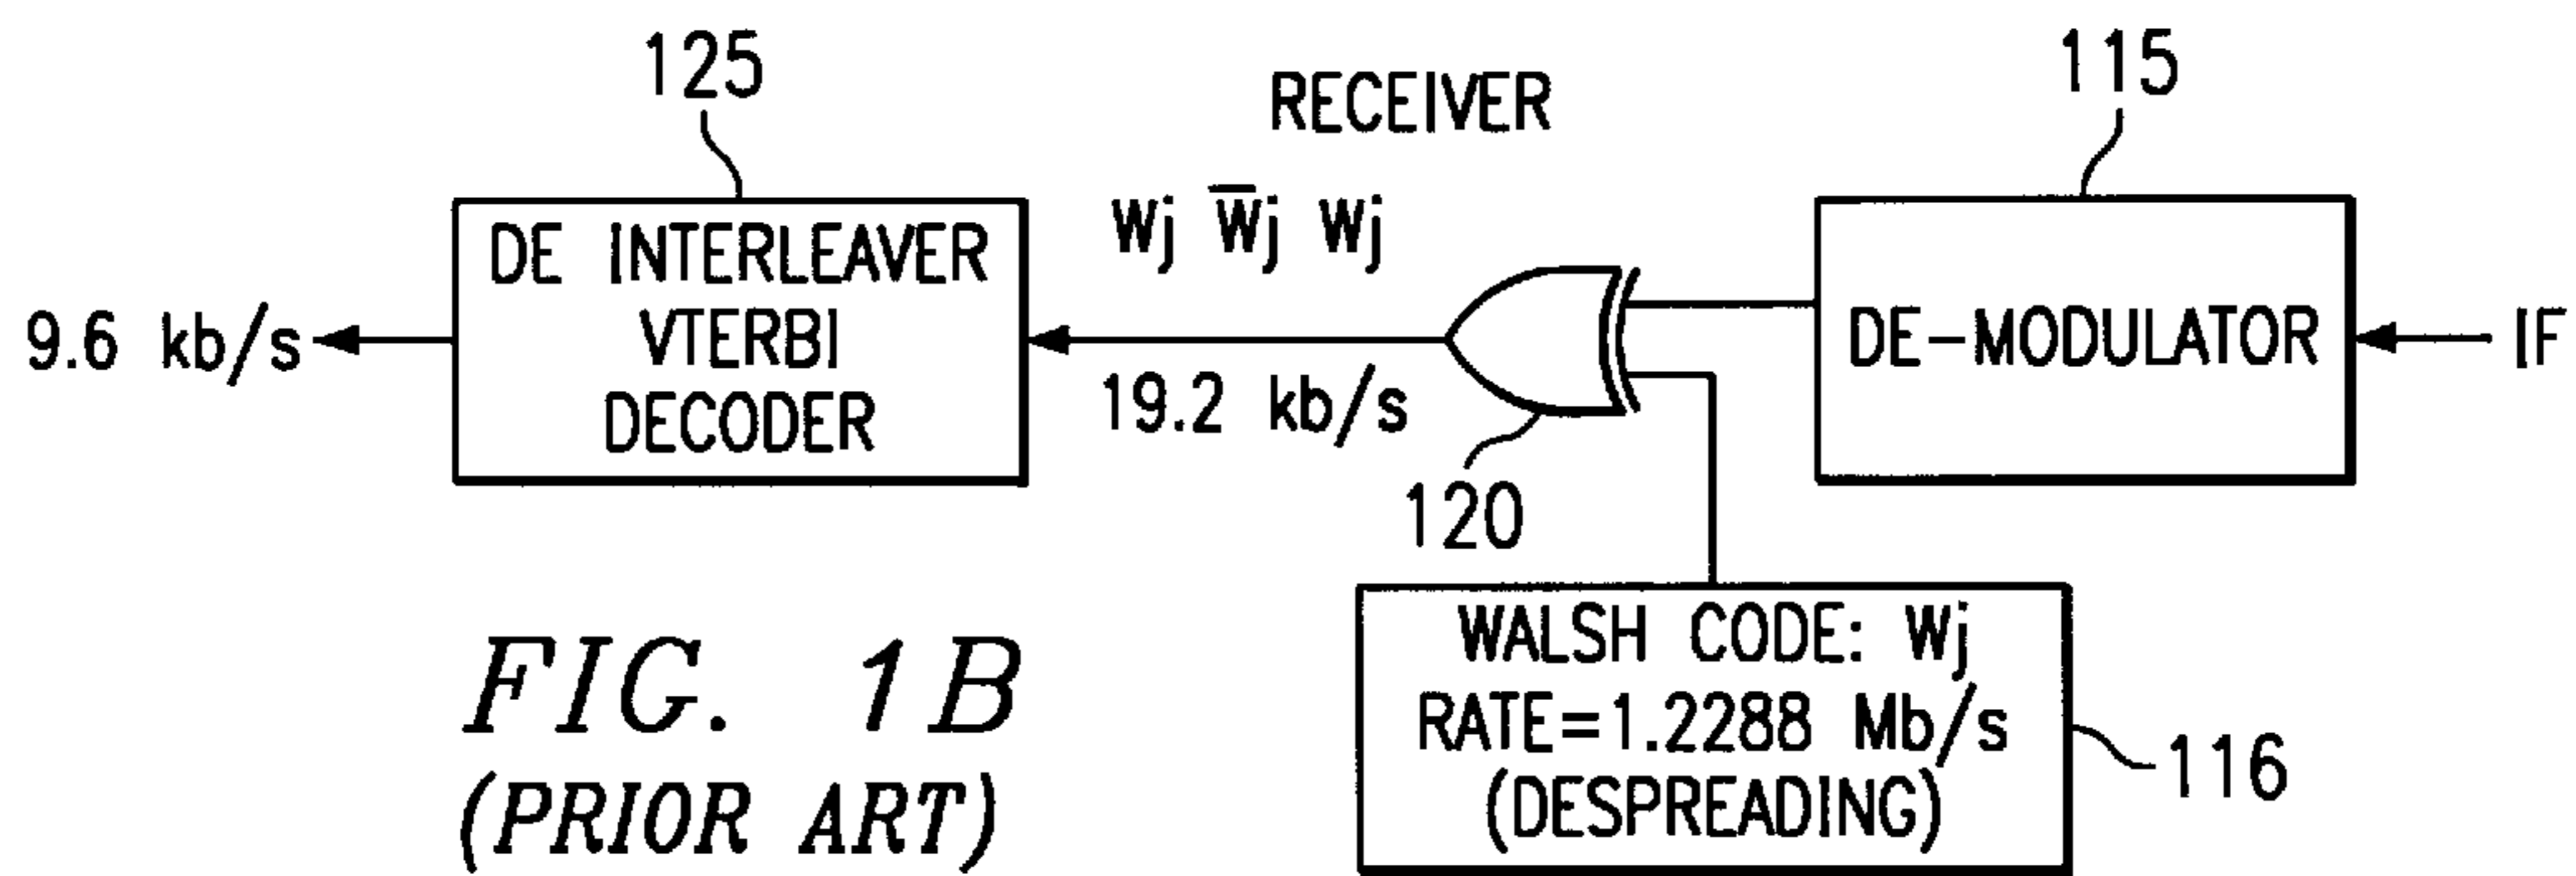 125
RECEIVER
115
DE INTERLEAVER
VTERBI
DECODER
9.6 kb/s
Wj W̅j Wj
19.2 kb/s
120
DE-MODULATOR
IF
WALSH CODE: Wj
RATE=1.2288 Mb/s
(DESPREADING)
116
FIG. 1B
(PRIOR ART)